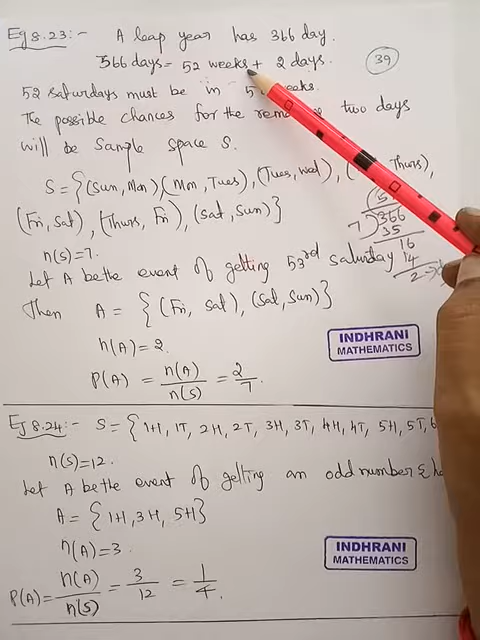 Eg 8.23:- A leap year has 366 day.
366 days = 52 weeks + 2 days.
39
52 saturdays must be in weeks.
The possible chances for the two days
will be Sample space S.
S = {(Sun, Mon), (Mon, Tues), (Tues, Wed), Thurs),
(Fri, Sat), (Thurs, Fri), (Sat, Sun)}
7 366
35
16
14
2
n(S) = 7.
Let A be the event of getting 53rd saturday
Then A = {(Fri, Sat), (Sat, Sun)}
n(A) = 2.
P(A) = n(A)/n(S) = 2/7.
INDHRANI
MATHEMATICS
Eg 8.24:- S = {1H, 1T, 2H, 2T, 3H, 3T, 4H, 4T, 5H, 5T, 6
n(S) = 12.
Let A be the event of getting an odd number &
A = {1H, 3H, 5H}
n(A) = 3.
P(A) = n(A)/n(S) = 3/12 = 1/4.
INDHRANI
MATHEMATICS